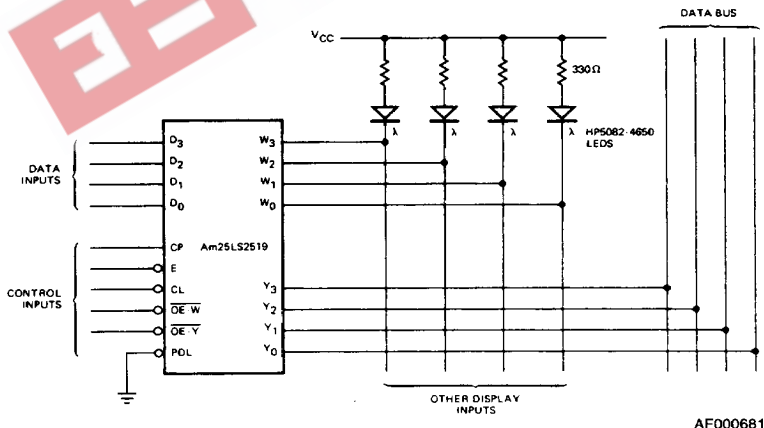 DATA BUS
VCC
330Ω
λ λ λ λ
HP5082-4650
LEDS
DATA
INPUTS
D3
D2
D1
D0
W3
W2
W1
W0
Am25LS2519
CONTROL
INPUTS
CP
E
CL
OE-W
OE-Y
POL
Y3
Y2
Y1
Y0
OTHER DISPLAY
INPUTS
AF000681